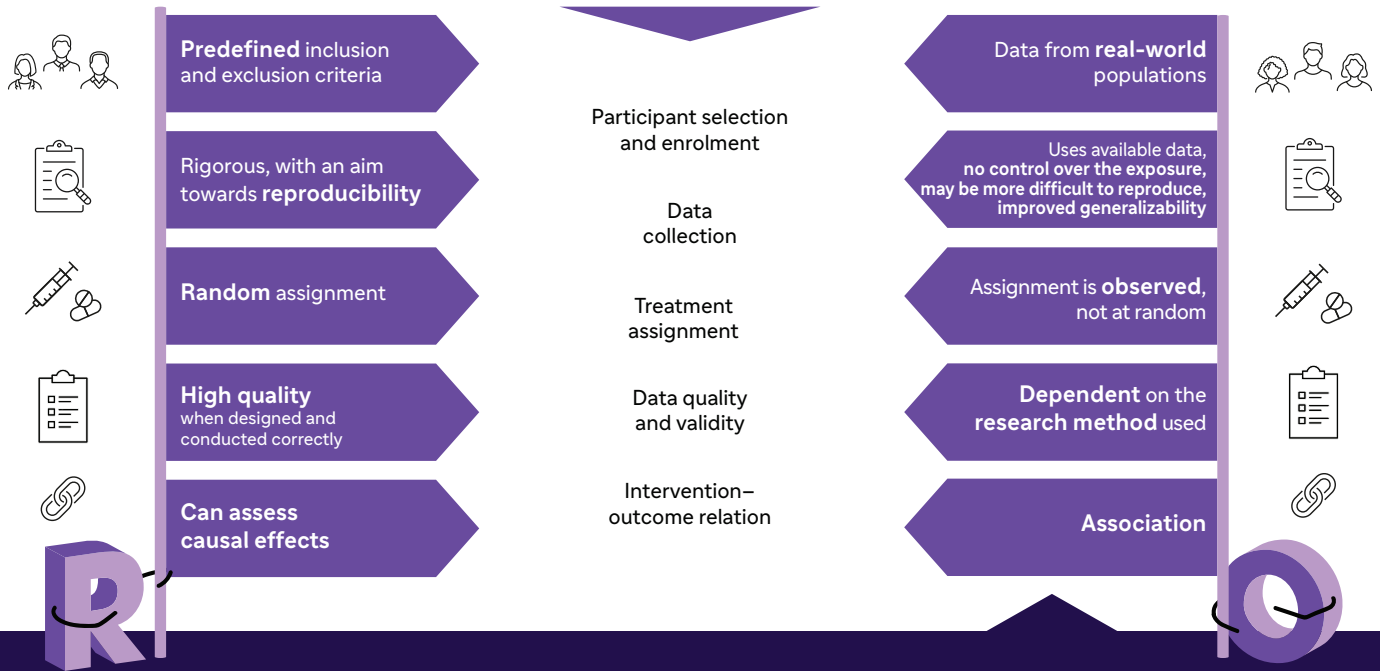 Predefined inclusion
and exclusion criteria
Rigorous, with an aim
towards reproducibility
Random assignment
High quality
when designed and
conducted correctly
Can assess
causal effects
Participant selection
and enrolment
Data
collection
Treatment
assignment
Data quality
and validity
Intervention–
outcome relation
Data from real-world
populations
Uses available data,
no control over the exposure,
may be more difficult to reproduce,
improved generalizability
Assignment is observed,
not at random
Dependent on the
research method used
Association
R
O